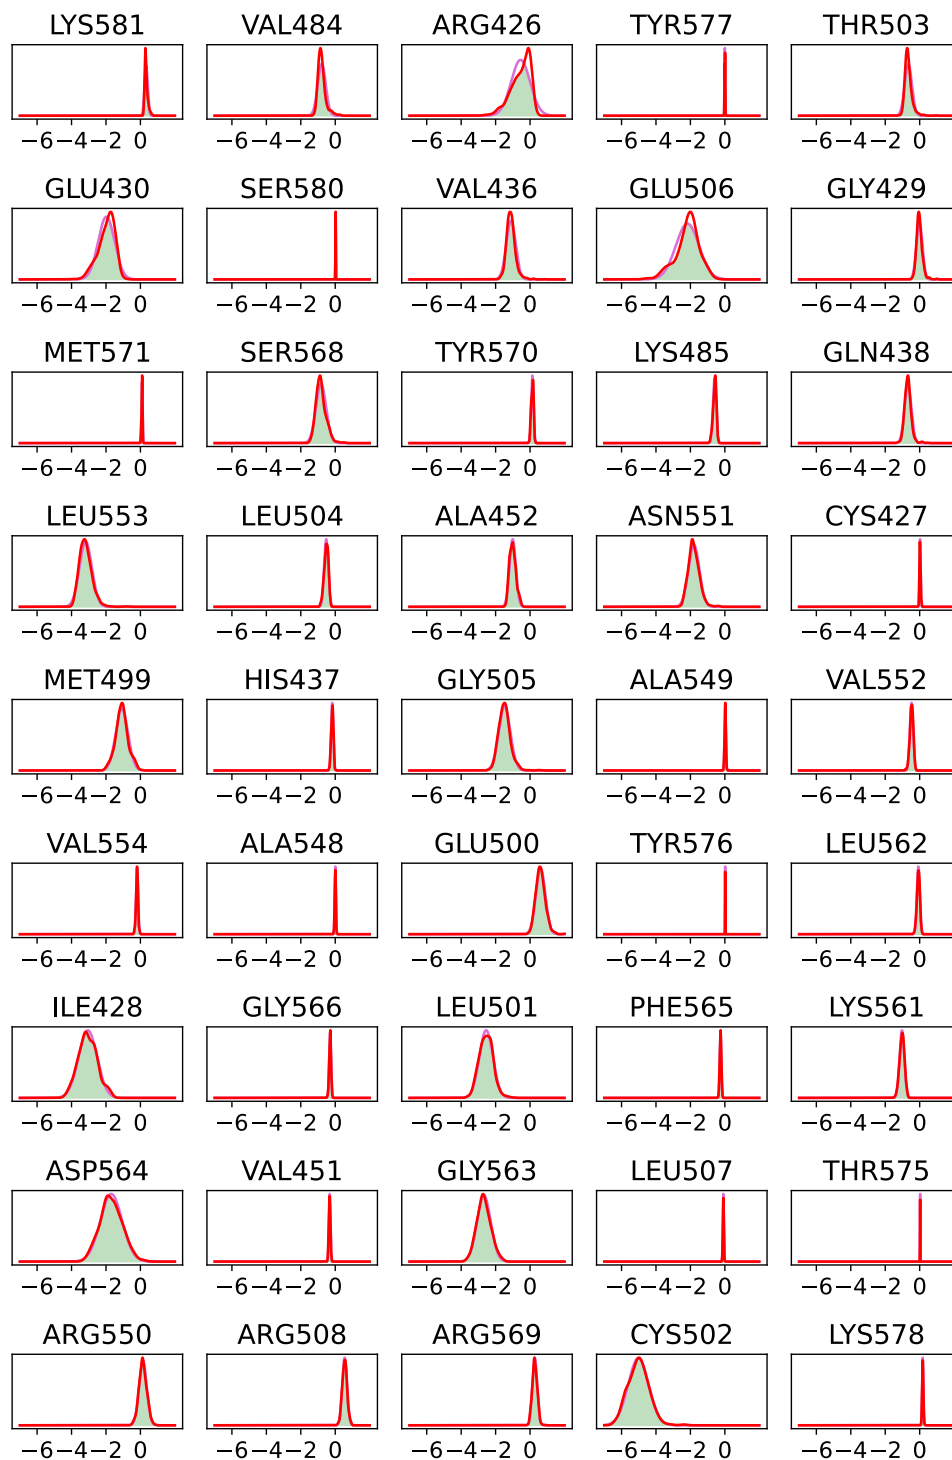 LYS581 VAL484 ARG426 TYR577 THR503
−6−4−2 0 −6−4−2 0 −6−4−2 0 −6−4−2 0 −6−4−2 0
GLU430 SER580 VAL436 GLU506 GLY429
−6−4−2 0 −6−4−2 0 −6−4−2 0 −6−4−2 0 −6−4−2 0
MET571 SER568 TYR570 LYS485 GLN438
−6−4−2 0 −6−4−2 0 −6−4−2 0 −6−4−2 0 −6−4−2 0
LEU553 LEU504 ALA452 ASN551 CYS427
−6−4−2 0 −6−4−2 0 −6−4−2 0 −6−4−2 0 −6−4−2 0
MET499 HIS437 GLY505 ALA549 VAL552
−6−4−2 0 −6−4−2 0 −6−4−2 0 −6−4−2 0 −6−4−2 0
VAL554 ALA548 GLU500 TYR576 LEU562
−6−4−2 0 −6−4−2 0 −6−4−2 0 −6−4−2 0 −6−4−2 0
ILE428 GLY566 LEU501 PHE565 LYS561
−6−4−2 0 −6−4−2 0 −6−4−2 0 −6−4−2 0 −6−4−2 0
ASP564 VAL451 GLY563 LEU507 THR575
−6−4−2 0 −6−4−2 0 −6−4−2 0 −6−4−2 0 −6−4−2 0
ARG550 ARG508 ARG569 CYS502 LYS578
−6−4−2 0 −6−4−2 0 −6−4−2 0 −6−4−2 0 −6−4−2 0